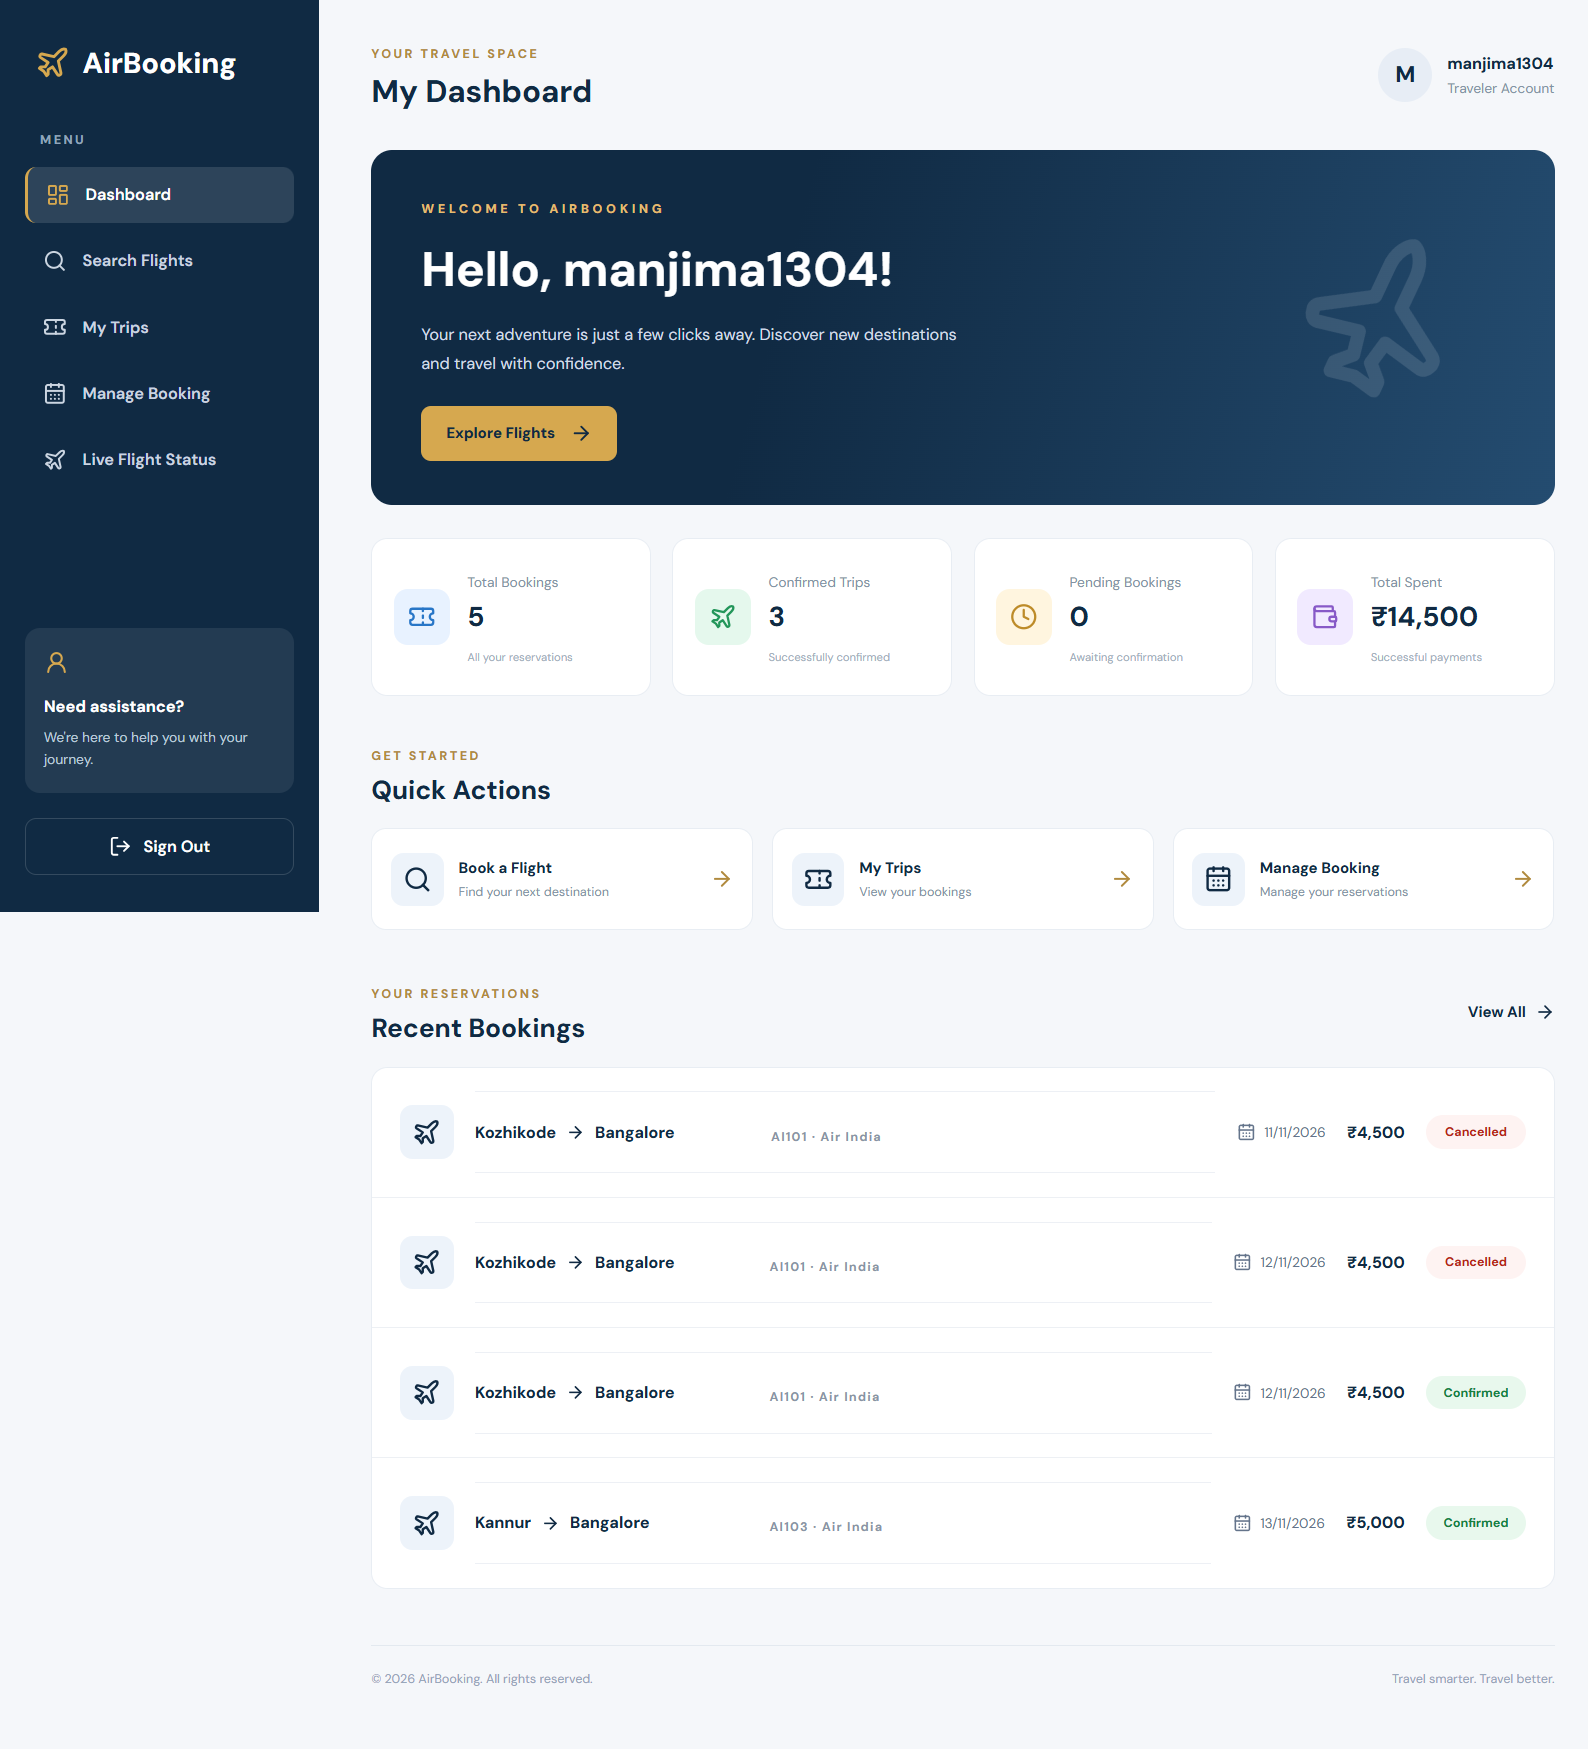 AirBooking
MENU
Dashboard
Search Flights
My Trips
Manage Booking
Live Flight Status
Need assistance?
We're here to help you with your
journey.
Sign Out
YOUR TRAVEL SPACE
My Dashboard
M
manjima1304
Traveler Account
WELCOME TO AIRBOOKING
Hello, manjima1304!
Your next adventure is just a few clicks away. Discover new destinations
and travel with confidence.
Explore Flights →
Total Bookings
5
All your reservations
Confirmed Trips
3
Successfully confirmed
Pending Bookings
0
Awaiting confirmation
Total Spent
₹14,500
Successful payments
GET STARTED
Quick Actions
Book a Flight
Find your next destination
My Trips
View your bookings
Manage Booking
Manage your reservations
YOUR RESERVATIONS
Recent Bookings
View All →
Kozhikode → Bangalore AI101 · Air India 11/11/2026 ₹4,500 Cancelled
Kozhikode → Bangalore AI101 · Air India 12/11/2026 ₹4,500 Cancelled
Kozhikode → Bangalore AI101 · Air India 12/11/2026 ₹4,500 Confirmed
Kannur → Bangalore AI103 · Air India 13/11/2026 ₹5,000 Confirmed
© 2026 AirBooking. All rights reserved.
Travel smarter. Travel better.